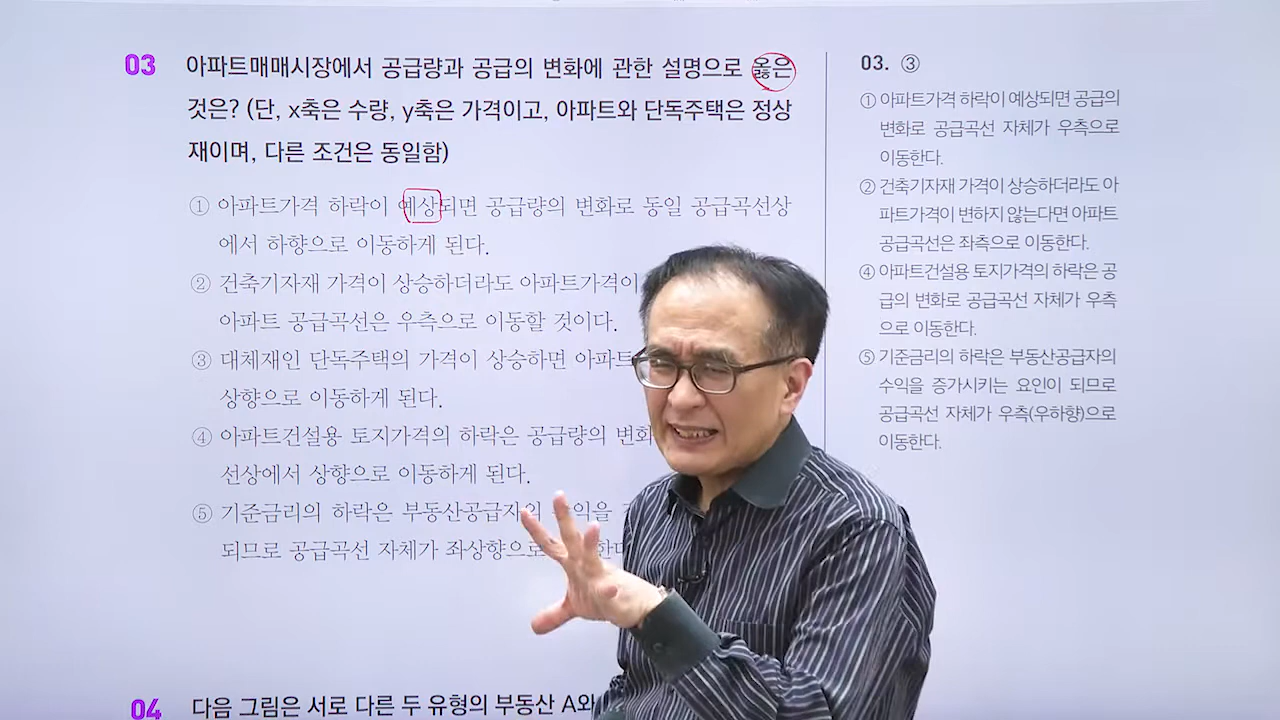 03 아파트매매시장에서 공급량과 공급의 변화에 관한 설명으로 옳은
것은? (단, x축은 수량, y축은 가격이고, 아파트와 단독주택은 정상
재이며, 다른 조건은 동일함)
① 아파트가격 하락이 예상되면 공급량의 변화로 동일 공급곡선상
에서 하향으로 이동하게 된다.
② 건축기자재 가격이 상승하더라도 아파트가격이
아파트 공급곡선은 우측으로 이동할 것이다.
③ 대체재인 단독주택의 가격이 상승하면 아파트
상향으로 이동하게 된다.
④ 아파트건설용 토지가격의 하락은 공급량의 변화
선상에서 상향으로 이동하게 된다.
⑤ 기준금리의 하락은 부동산공급자의 수익을
되므로 공급곡선 자체가 좌상향으로
04 다음 그림은 서로 다른 두 유형의 부동산 A와
03. ③
① 아파트가격 하락이 예상되면 공급의
변화로 공급곡선 자체가 우측으로
이동한다.
② 건축기자재 가격이 상승하더라도 아
파트가격이 변하지 않는다면 아파트
공급곡선은 좌측으로 이동한다.
④ 아파트건설용 토지가격의 하락은 공
급의 변화로 공급곡선 자체가 우측
으로 이동한다.
⑤ 기준금리의 하락은 부동산공급자의
수익을 증가시키는 요인이 되므로
공급곡선 자체가 우측(우하향)으로
이동한다.